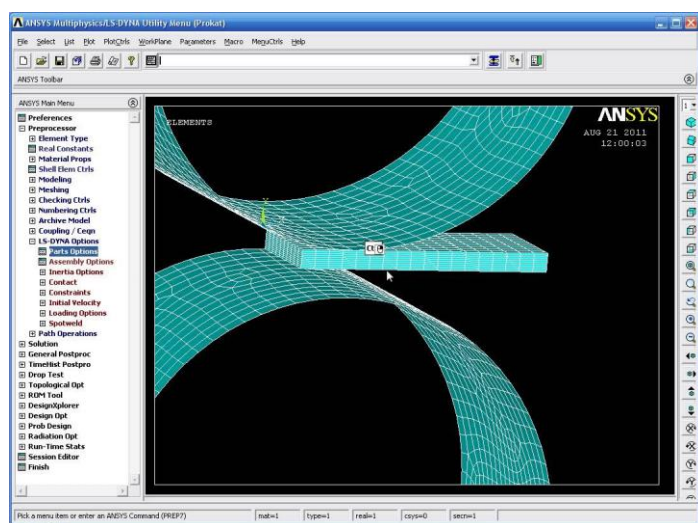 ANSYS Multiphysics/LS-DYNA Utility Menu (Prokat)
File Select List Plot PlotCtrls WorkPlane Parameters Macro MenuCtrls Help
ANSYS Toolbar
ANSYS Main Menu
Preferences
Preprocessor
Element Type
Real Constants
Material Props
Shell Elem Ctrls
Modeling
Meshing
Checking Ctrls
Numbering Ctrls
Archive Model
Coupling / Ceqn
LS-DYNA Options
Parts Options
Assembly Options
Inertia Options
Contact
Constraints
Initial Velocity
Loading Options
Spotweld
Path Operations
Solution
General Postproc
TimeHist Postpro
Drop Test
Topological Opt
ROM Tool
DesignXplorer
Design Opt
Prob Design
Radiation Opt
Run-Time Stats
Session Editor
Finish
ELEMENTS
ANSYS
AUG 21 2011
12:00:03
1
Pick a menu item or enter an ANSYS Command (PREP7) mat=1 type=1 real=1 csys=0 secn=1